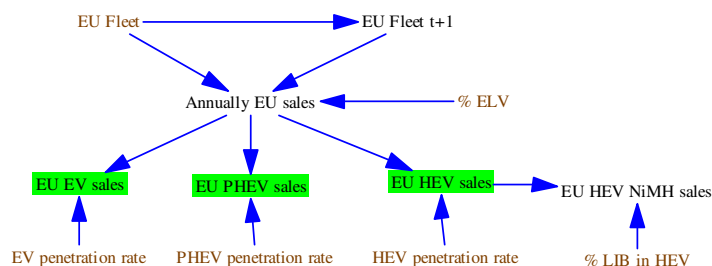 EU Fleet
EU Fleet t+1
Annually EU sales
% ELV
EU EV sales
EU PHEV sales
EU HEV sales
EU HEV NiMH sales
EV penetration rate
PHEV penetration rate
HEV penetration rate
% LIB in HEV